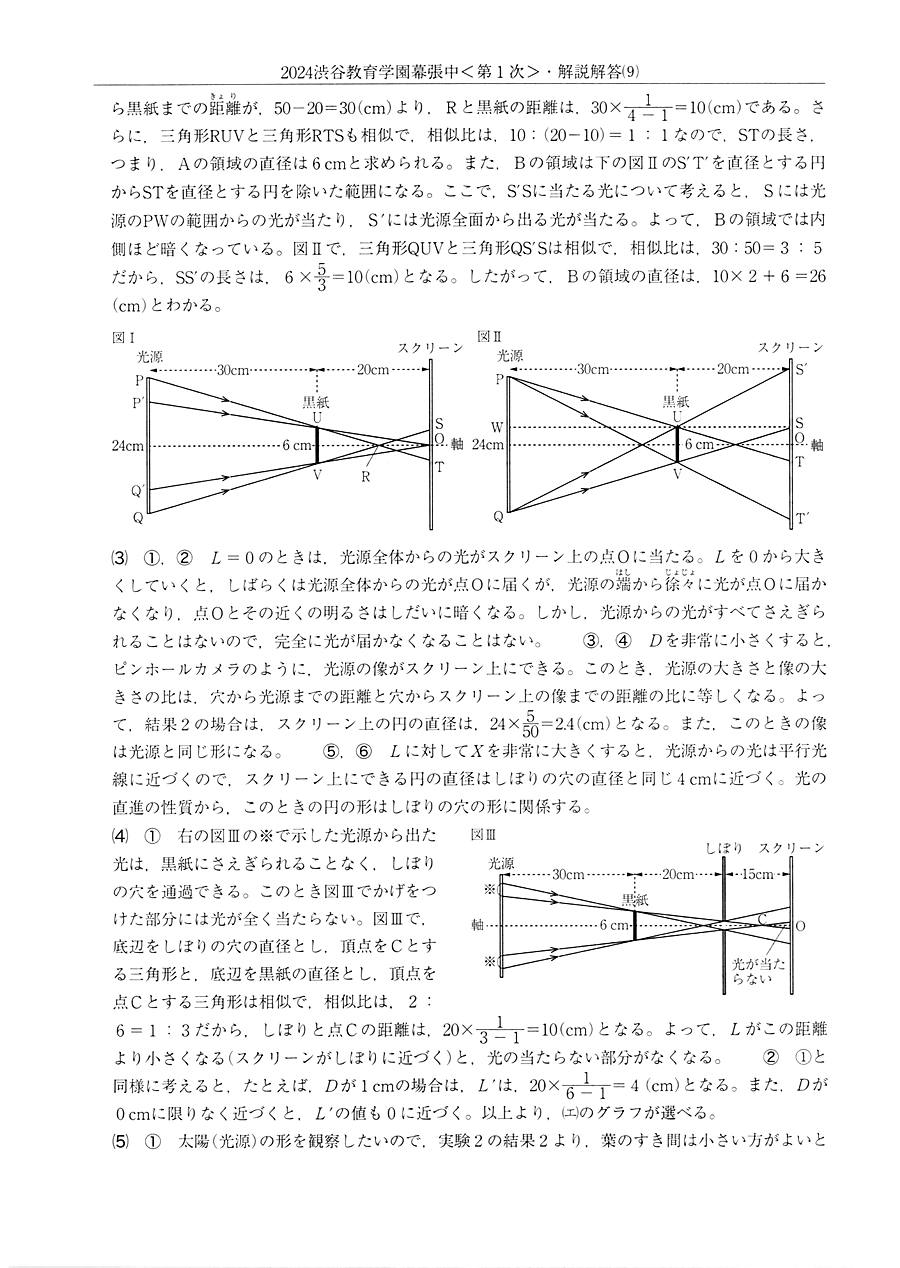 2024渋谷教育学園幕張中<第1次>・解説解答(9)
ら黒紙までの距離が，50−20=30(cm)より，Rと黒紙の距離は，30×1/(4−1)=10(cm)である。さ
らに，三角形RUVと三角形RTSも相似で，相似比は，10：(20−10)=1：1なので，STの長さ，
つまり，Aの領域の直径は6cmと求められる。また，Bの領域は下の図ⅡのS′T′を直径とする円
からSTを直径とする円を除いた範囲になる。ここで，S′Sに当たる光について考えると，Sには光
源のPWの範囲からの光が当たり，S′には光源全面から出る光が当たる。よって，Bの領域では内
側ほど暗くなっている。図Ⅱで，三角形QUVと三角形QS′Sは相似で，相似比は，30：50=3：5
だから，SS′の長さは，6×5/3=10(cm)となる。したがって，Bの領域の直径は，10×2+6=26
(cm)とわかる。
図Ⅰ
光源
スクリーン
30cm
20cm
P
P′
黒紙
U
S
24cm
6cm
O
軸
V
R
T
Q′
Q
図Ⅱ
光源
スクリーン
30cm
20cm
S′
P
黒紙
W
U
S
24cm
6cm
O
軸
T
V
Q
T′
⑶　①，②　L=0のときは，光源全体からの光がスクリーン上の点Oに当たる。Lを0から大き
くしていくと，しばらくは光源全体からの光が点Oに届くが，光源の端から徐々に光が点Oに届か
なくなり，点Oとその近くの明るさはしだいに暗くなる。しかし，光源からの光がすべてさえぎら
れることはないので，完全に光が届かなくなることはない。　③，④　Dを非常に小さくすると，
ピンホールカメラのように，光源の像がスクリーン上にできる。このとき，光源の大きさと像の大
きさの比は，穴から光源までの距離と穴からスクリーン上の像までの距離の比に等しくなる。よっ
て，結果2の場合は，スクリーン上の円の直径は，24×5/50=2.4(cm)となる。また，このときの像
は光源と同じ形になる。　⑤，⑥　Lに対してXを非常に大きくすると，光源からの光は平行光
線に近づくので，スクリーン上にできる円の直径はしぼりの穴の直径と同じ4cmに近づく。光の
直進の性質から，このときの円の形はしぼりの穴の形に関係する。
⑷　①　右の図Ⅲの※で示した光源から出た
光は，黒紙にさえぎられることなく，しぼり
の穴を通過できる。このとき図Ⅲでかげをつ
けた部分には光が全く当たらない。図Ⅲで，
底辺をしぼりの穴の直径とし，頂点をCとす
る三角形と，底辺を黒紙の直径とし，頂点を
点Cとする三角形は相似で，相似比は，2：
図Ⅲ
しぼり　スクリーン
光源
30cm
20cm
15cm
※
黒紙
軸
6cm
C
O
※
光が当た
らない
6=1：3だから，しぼりと点Cの距離は，20×1/(3−1)=10(cm)となる。よって，Lがこの距離
より小さくなる(スクリーンがしぼりに近づく)と，光の当たらない部分がなくなる。　②　①と
同様に考えると，たとえば，Dが1cmの場合は，L′は，20×1/(6−1)=4(cm)となる。また，Dが
0cmに限りなく近づくと，L′の値も0に近づく。以上より，㈓のグラフが選べる。
⑸　①　太陽(光源)の形を観察したいので，実験2の結果2より，葉のすき間は小さい方がよいと